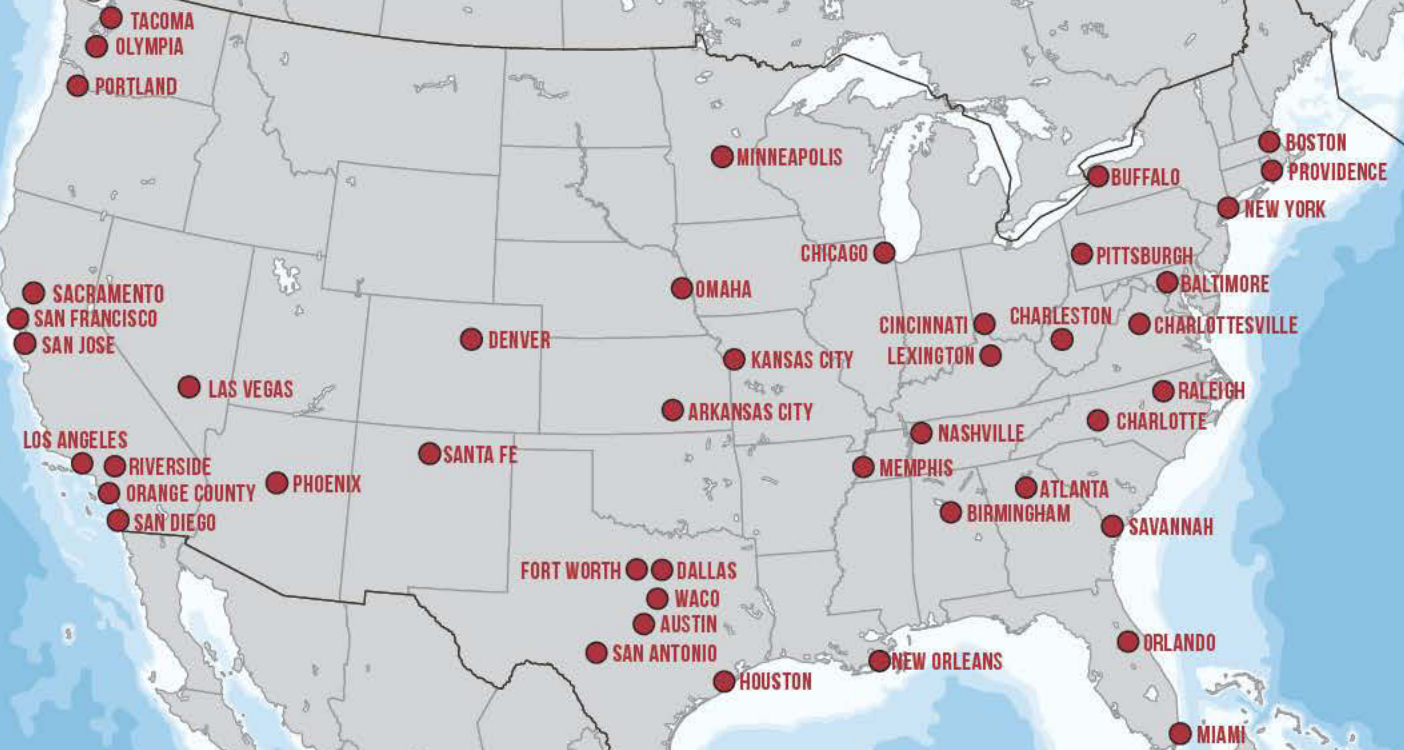 TACOMA
OLYMPIA
PORTLAND
BOSTON
MINNEAPOLIS
PROVIDENCE
BUFFALO
NEW YORK
CHICAGO
PITTSBURGH
BALTIMORE
OMAHA
SACRAMENTO
CHARLESTON
SAN FRANCISCO
CINCINNATI
CHARLOTTESVILLE
DENVER
SAN JOSE
LEXINGTON
KANSAS CITY
LAS VEGAS
RALEIGH
ARKANSAS CITY
CHARLOTTE
NASHVILLE
LOS ANGELES
SANTA FE
RIVERSIDE
MEMPHIS
PHOENIX
ATLANTA
ORANGE COUNTY
BIRMINGHAM
SAN DIEGO
SAVANNAH
FORT WORTH
DALLAS
WACO
AUSTIN
ORLANDO
SAN ANTONIO
NEW ORLEANS
HOUSTON
MIAMI